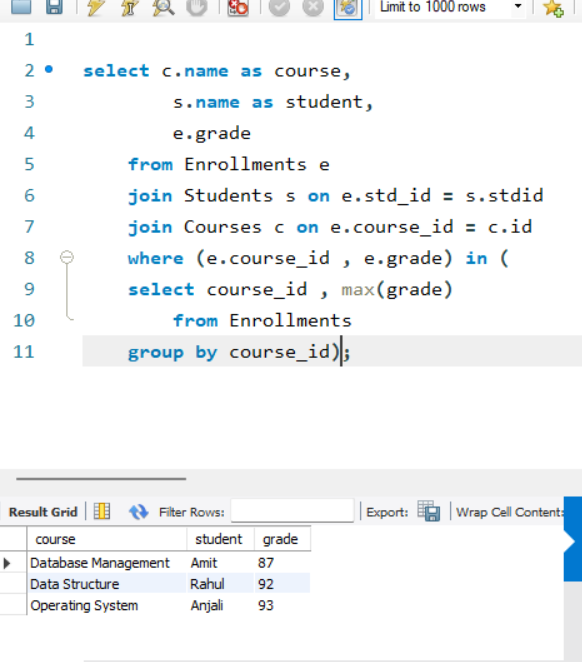 Limit to 1000 rows
1
2 select c.name as course,
3 s.name as student,
4 e.grade
5 from Enrollments e
6 join Students s on e.std_id = s.stdid
7 join Courses c on e.course_id = c.id
8 where (e.course_id , e.grade) in (
9 select course_id , max(grade)
10 from Enrollments
11 group by course_id);
Result Grid Filter Rows: Export: Wrap Cell Content:
course student grade
Database Management Amit 87
Data Structure Rahul 92
Operating System Anjali 93